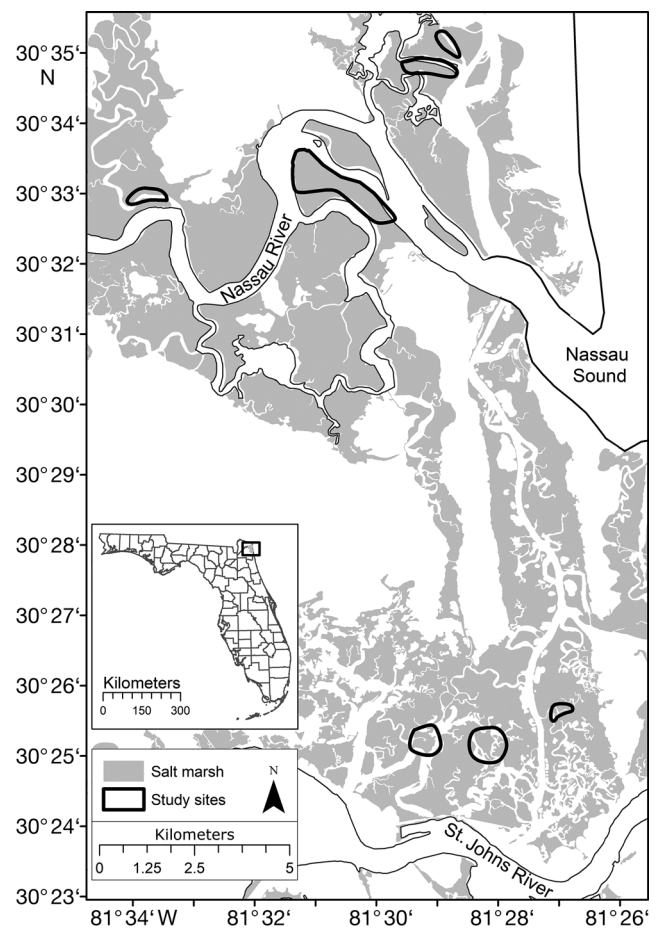 30°35‘
N
30°34‘
30°33‘
30°32‘
30°31‘
30°30‘
30°29‘
30°28‘
30°27‘
30°26‘
30°25‘
30°24‘
30°23‘
Nassau River
Nassau
Sound
Kilometers
0 150 300
Salt marsh
N
Study sites
Kilometers
0 1.25 2.5 5
St. Johns River
81°34‘W 81°32‘ 81°30‘ 81°28‘ 81°26‘